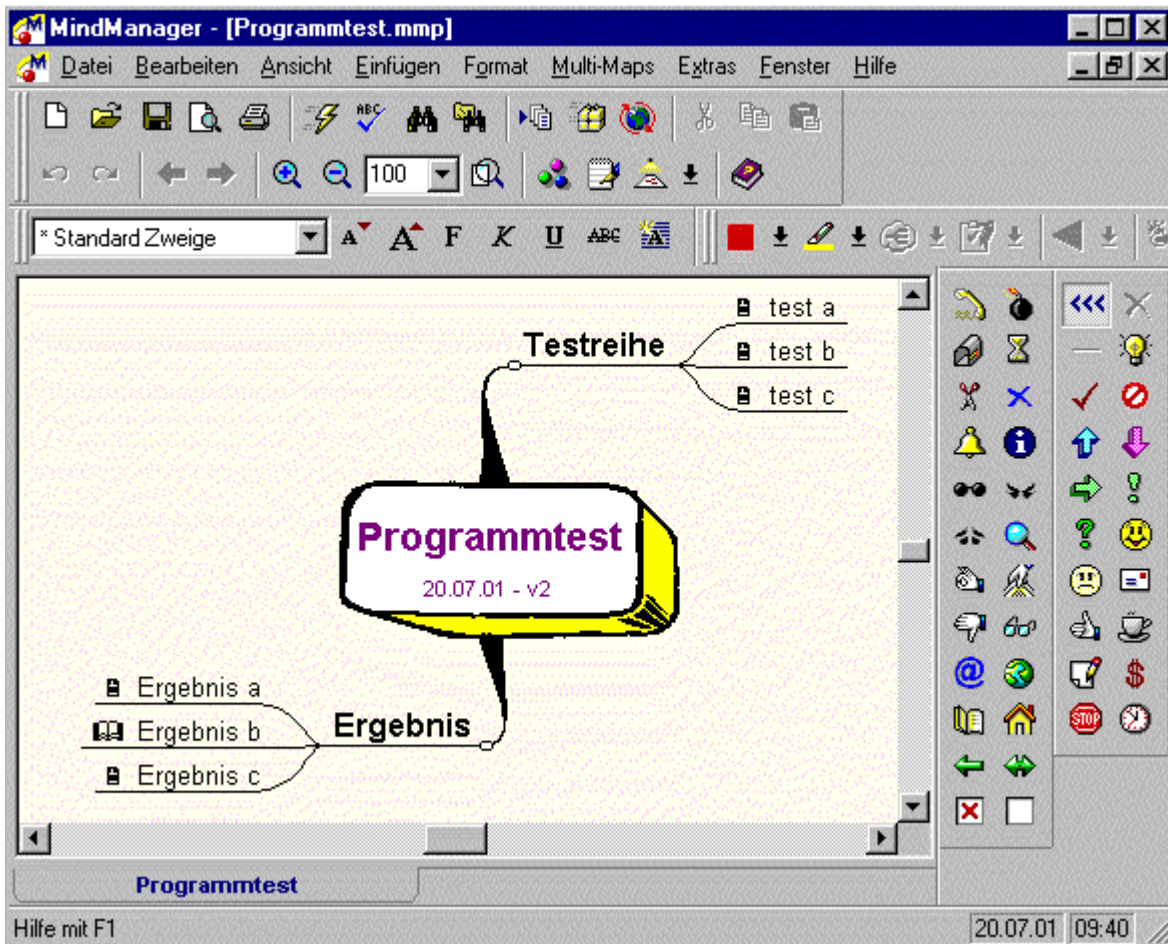 MindManager - [Programmtest.mmp]
Datei Bearbeiten Ansicht Einfügen Format Multi-Maps Extras Fenster Hilfe
ABC
100
* Standard Zweige A A F K U ABC A
test a
Testreihe
test b
test c
Programmtest
20.07.01 - v2
Ergebnis a
Ergebnis
Ergebnis b
Ergebnis c
STOP
Programmtest
Hilfe mit F1 20.07.01 09:40